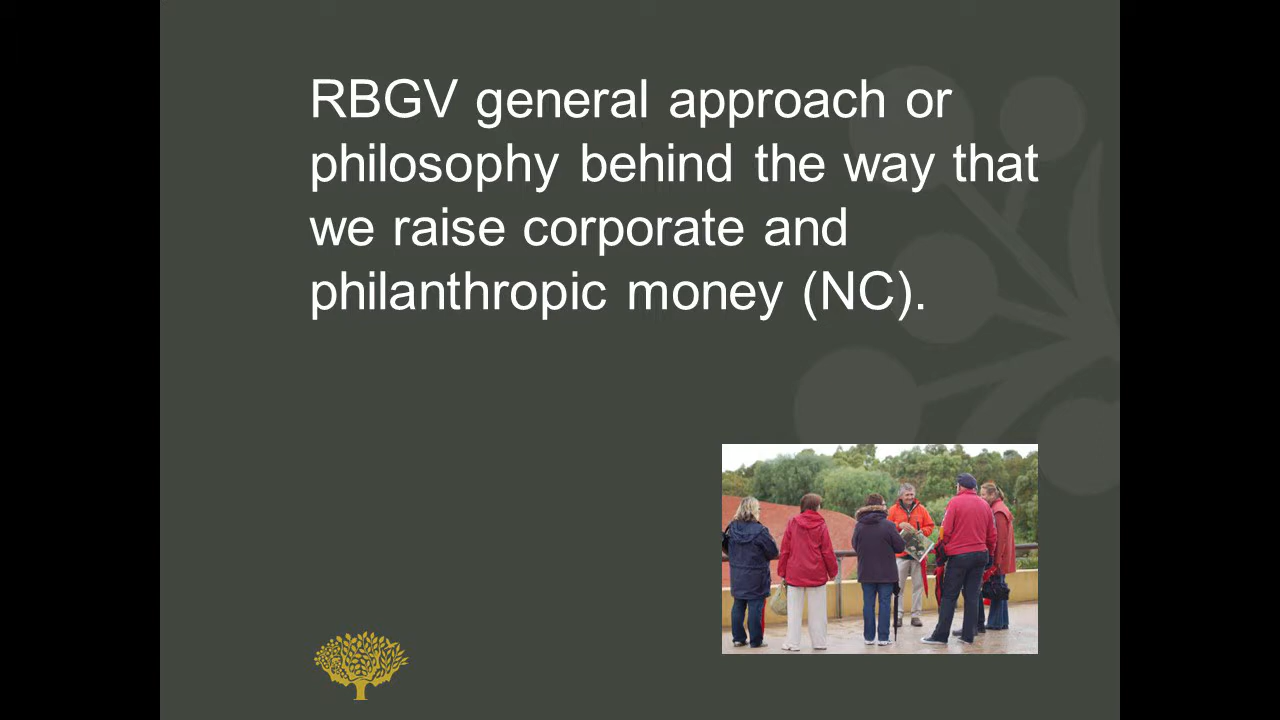 RBGV general approach or
philosophy behind the way that
we raise corporate and
philanthropic money (NC).